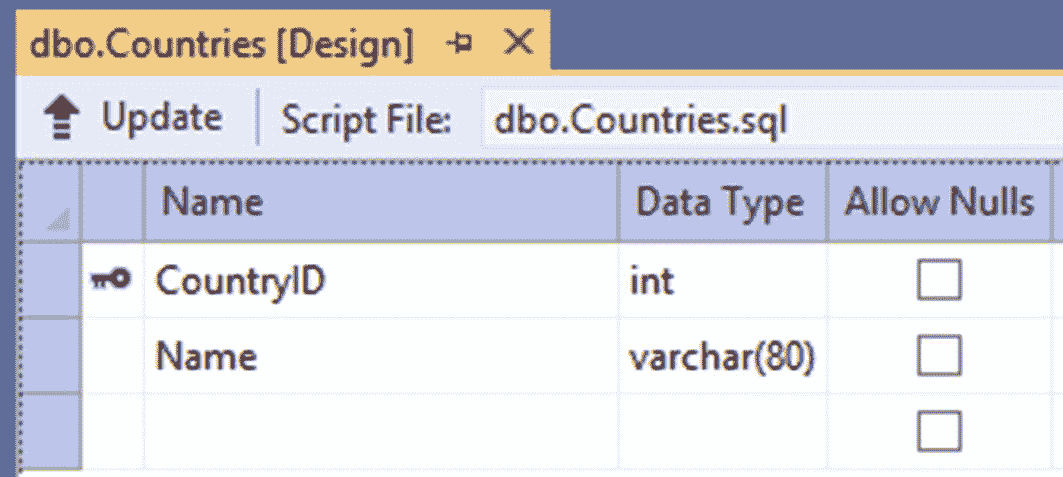 dbo.Countries [Design]
Update Script File: dbo.Countries.sql
Name Data Type Allow Nulls
CountryID int
Name varchar(80)